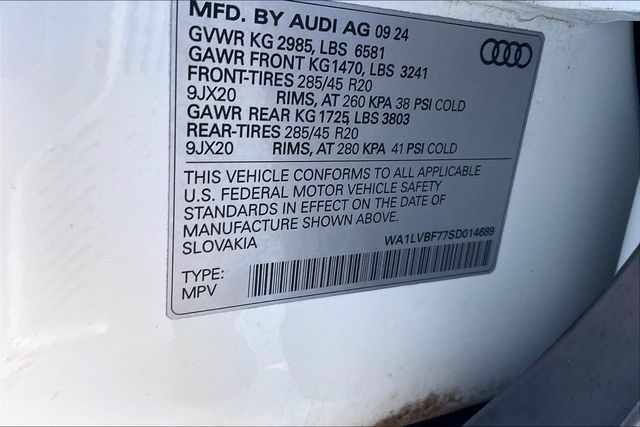 MFD. BY AUDI AG 09 24
GVWR KG 2985, LBS 6581
GAWR FRONT KG 1470, LBS 3241
FRONT-TIRES 285/45 R20
9JX20 RIMS, AT 260 KPA 38 PSI COLD
GAWR REAR KG 1725, LBS 3803
REAR-TIRES 285/45 R20
9JX20 RIMS, AT 280 KPA 41 PSI COLD
THIS VEHICLE CONFORMS TO ALL APPLICABLE
U.S. FEDERAL MOTOR VEHICLE SAFETY
STANDARDS IN EFFECT ON THE DATE OF
MANUFACTURE SHOWN ABOVE.
SLOVAKIA WA1LVBF77SD014689
TYPE:
MPV